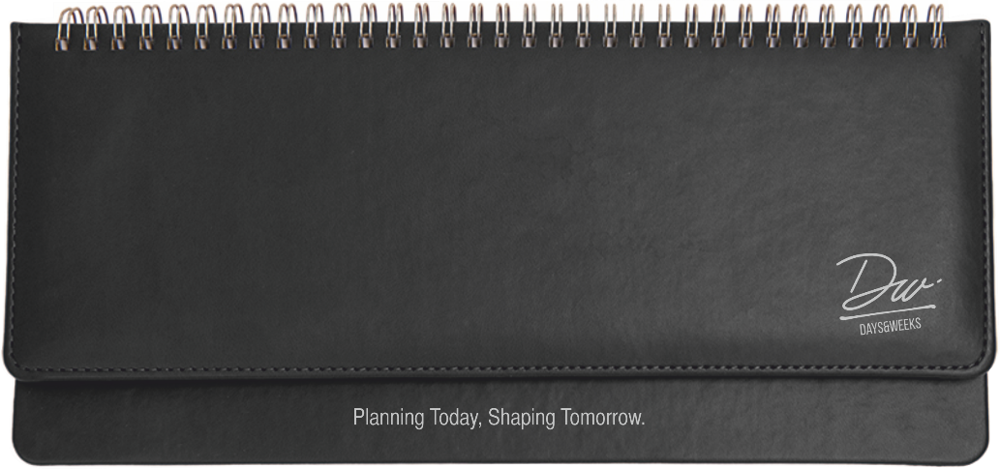 Dw.
DAYS&WEEKS
Planning Today, Shaping Tomorrow.